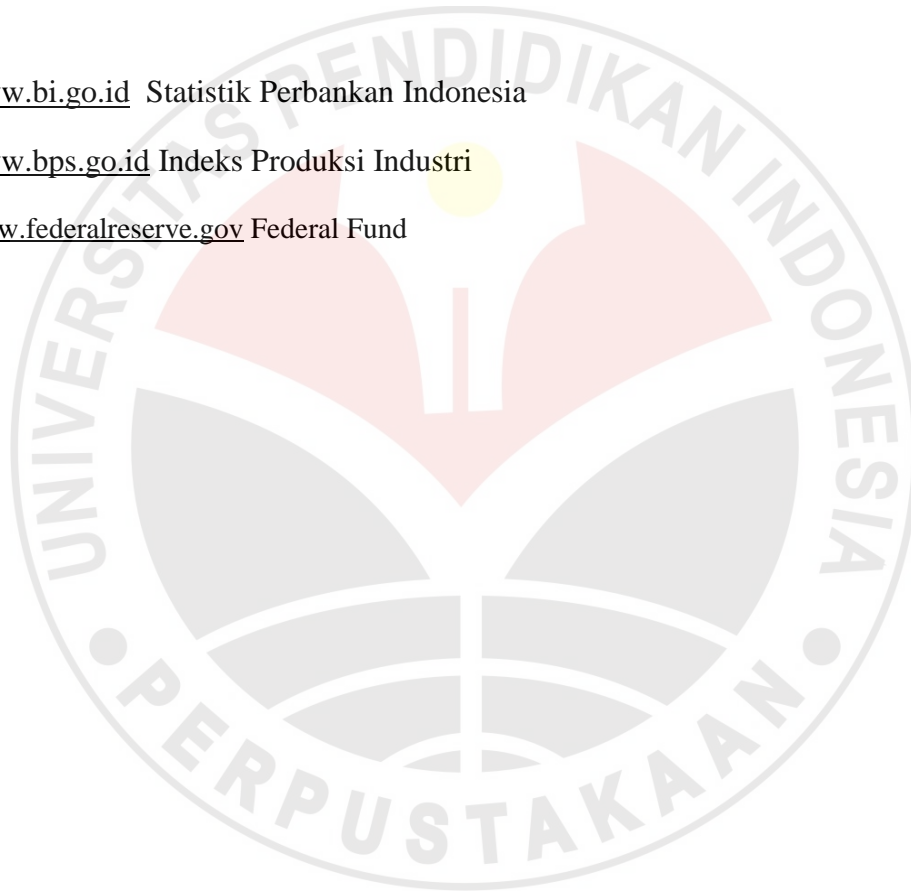 w.bi.go.id Statistik Perbankan Indonesia
w.bps.go.id Indeks Produksi Industri
w.federalreserve.gov Federal Fund
UNIVERSITAS PENDIDIKAN INDONESIA
PERPUSTAKAAN